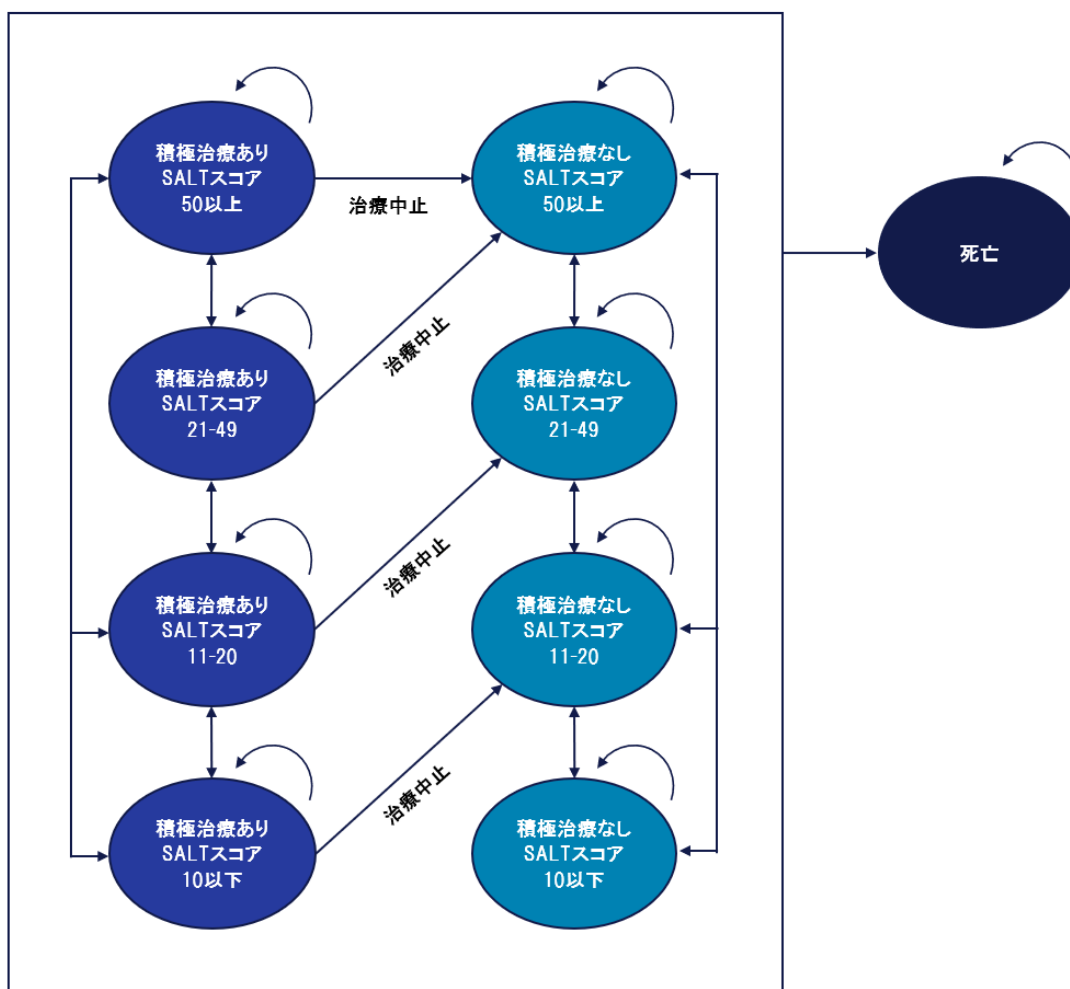 積極治療あり
SALTスコア
50以上
治療中止
積極治療なし
SALTスコア
50以上
死亡
積極治療あり
SALTスコア
21-49
治療中止
積極治療なし
SALTスコア
21-49
積極治療あり
SALTスコア
11-20
治療中止
積極治療なし
SALTスコア
11-20
積極治療あり
SALTスコア
10以下
治療中止
積極治療なし
SALTスコア
10以下